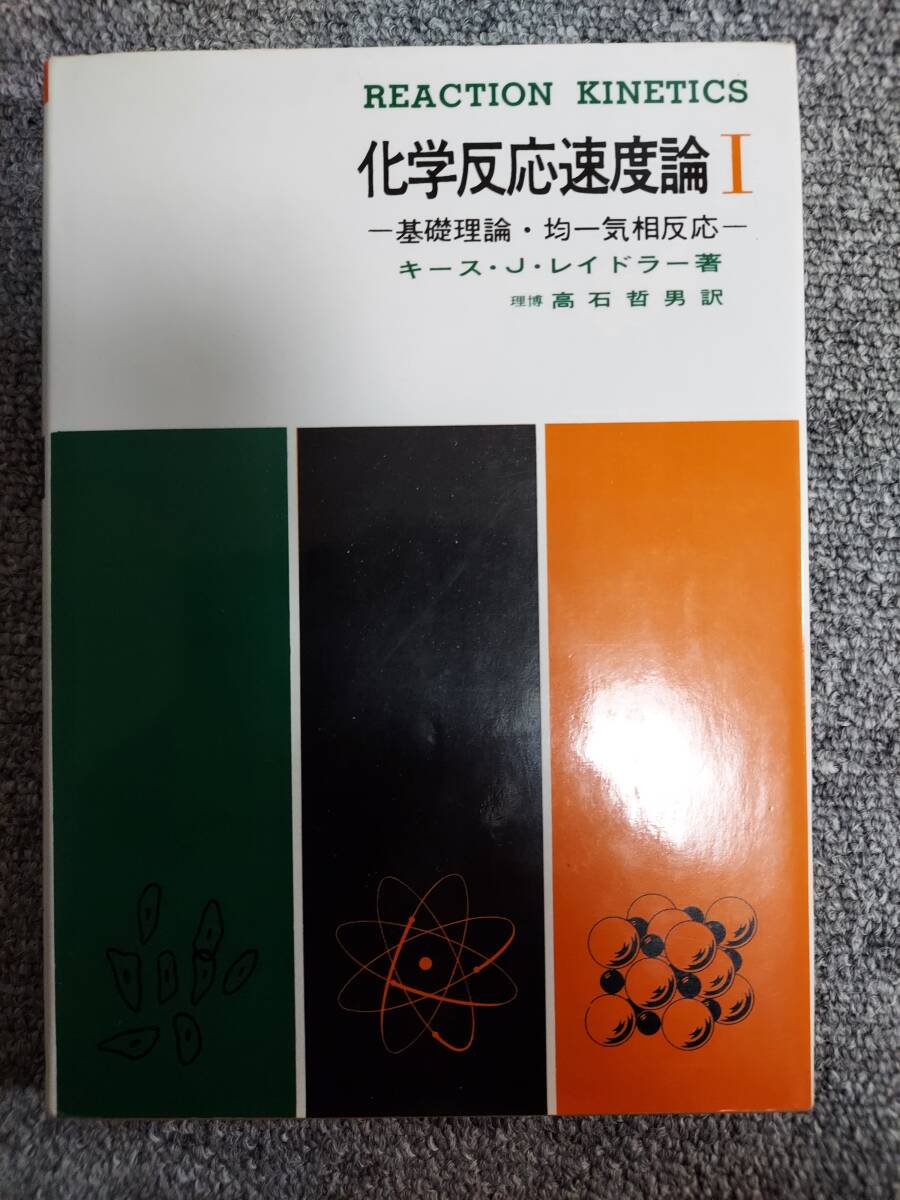 REACTION KINETICS
化学反応速度論 I
―基礎理論・均一気相反応―
キース・J・レイドラー著
理博 高石哲男訳